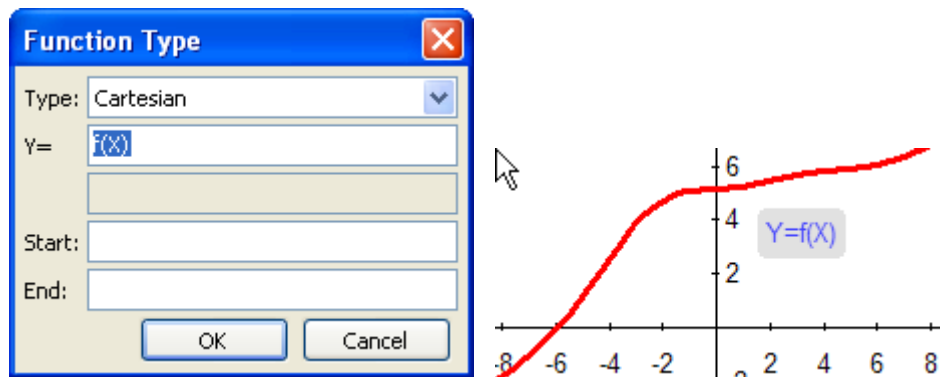 Function Type
Type: Cartesian
Y= f(X)
Start:
End:
OK Cancel
6
4
Y=f(X)
2
-8 -6 -4 -2 2 4 6 8